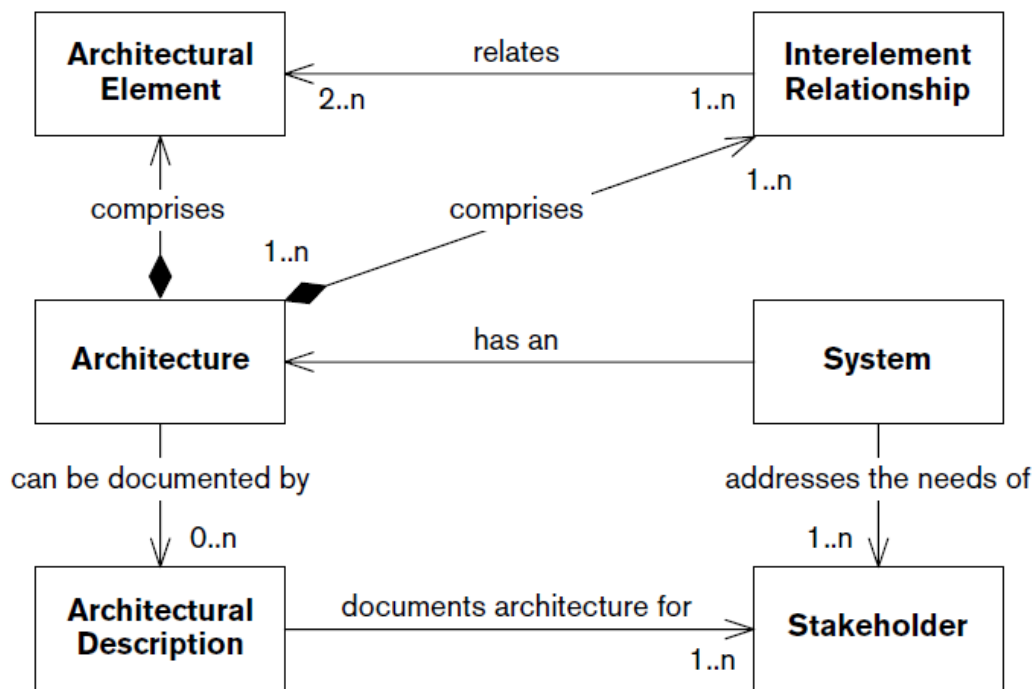 Architectural
Element
relates
2..n
1..n
Interelement
Relationship
comprises
comprises
1..n
1..n
Architecture
has an
System
can be documented by
0..n
addresses the needs of
1..n
Architectural
Description
documents architecture for
1..n
Stakeholder